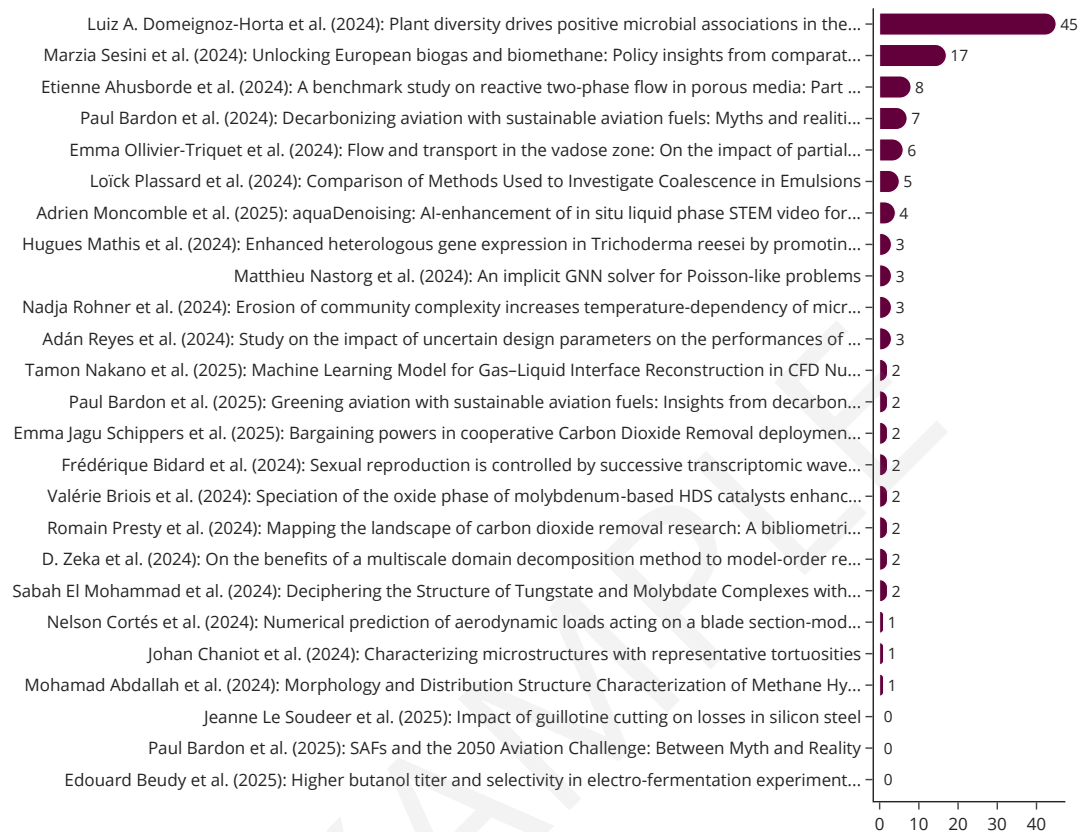 Luiz A. Domeignoz-Horta et al. (2024): Plant diversity drives positive microbial associations in the... 45
Marzia Sesini et al. (2024): Unlocking European biogas and biomethane: Policy insights from comparat... 17
Etienne Ahusborde et al. (2024): A benchmark study on reactive two-phase flow in porous media: Part ... 8
Paul Bardon et al. (2024): Decarbonizing aviation with sustainable aviation fuels: Myths and realiti... 7
Emma Ollivier-Triquet et al. (2024): Flow and transport in the vadose zone: On the impact of partial... 6
Loïck Plassard et al. (2024): Comparison of Methods Used to Investigate Coalescence in Emulsions 5
Adrien Moncomble et al. (2025): aquaDenoising: AI-enhancement of in situ liquid phase STEM video for... 4
Hugues Mathis et al. (2024): Enhanced heterologous gene expression in Trichoderma reesei by promotin... 3
Matthieu Nastorg et al. (2024): An implicit GNN solver for Poisson-like problems 3
Nadja Rohner et al. (2024): Erosion of community complexity increases temperature-dependency of micr... 3
Adán Reyes et al. (2024): Study on the impact of uncertain design parameters on the performances of ... 3
Tamon Nakano et al. (2025): Machine Learning Model for Gas–Liquid Interface Reconstruction in CFD Nu... 2
Paul Bardon et al. (2025): Greening aviation with sustainable aviation fuels: Insights from decarbon... 2
Emma Jagu Schippers et al. (2025): Bargaining powers in cooperative Carbon Dioxide Removal deploymen... 2
Frédérique Bidard et al. (2024): Sexual reproduction is controlled by successive transcriptomic wave... 2
Valérie Briois et al. (2024): Speciation of the oxide phase of molybdenum-based HDS catalysts enhanc... 2
Romain Presty et al. (2024): Mapping the landscape of carbon dioxide removal research: A bibliometri... 2
D. Zeka et al. (2024): On the benefits of a multiscale domain decomposition method to model-order re... 2
Sabah El Mohammad et al. (2024): Deciphering the Structure of Tungstate and Molybdate Complexes with... 2
Nelson Cortés et al. (2024): Numerical prediction of aerodynamic loads acting on a blade section-mod... 1
Johan Chaniot et al. (2024): Characterizing microstructures with representative tortuosities 1
Mohamad Abdallah et al. (2024): Morphology and Distribution Structure Characterization of Methane Hy... 1
Jeanne Le Soudeer et al. (2025): Impact of guillotine cutting on losses in silicon steel 0
Paul Bardon et al. (2025): SAFs and the 2050 Aviation Challenge: Between Myth and Reality 0
Edouard Beudy et al. (2025): Higher butanol titer and selectivity in electro-fermentation experiment... 0
0 10 20 30 40